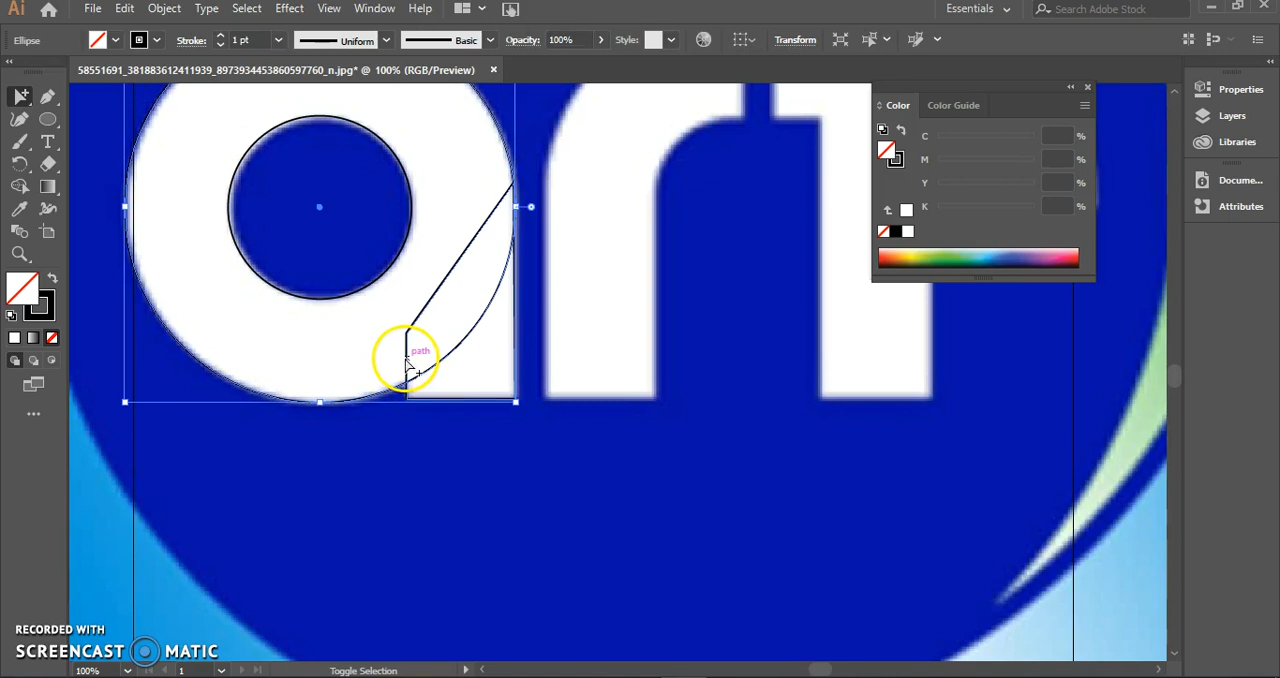 Ai File Edit Object Type Select Effect View Window Help Essentials Search Adobe Stock
Ellipse Stroke: 1 pt Uniform Basic Opacity: 100% Style: Transform
58551691_381883612411939_8973934453860597760_n.jpg* @ 100% (RGB/Preview)
Color Color Guide
C %
M %
Y %
K %
Properties
Layers
Libraries
Docume...
Attributes
path
an
RECORDED WITH
SCREENCAST MATIC
100% 1 Toggle Selection